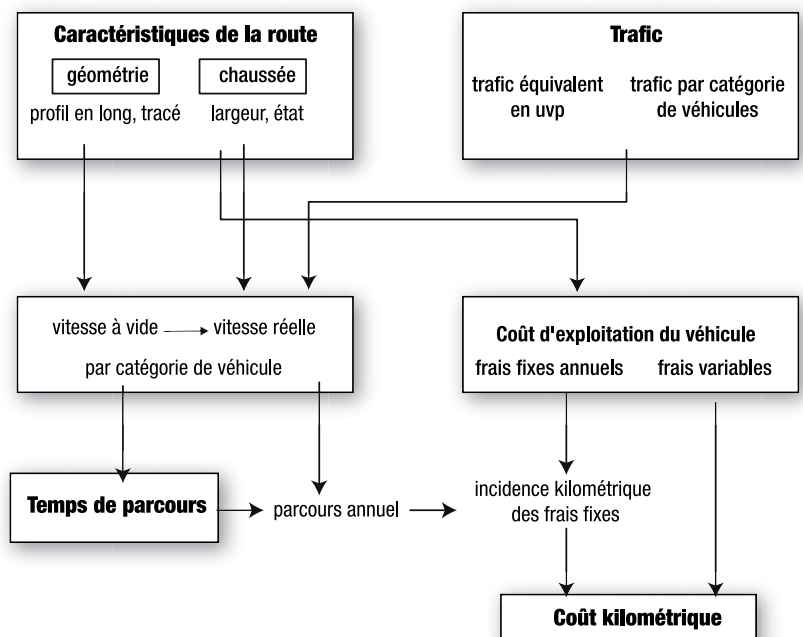 Caractéristiques de la route
géométrie
chaussée
profil en long, tracé
largeur, état
Trafic
trafic équivalent
en uvp
trafic par catégorie
de véhicules
vitesse à vide
vitesse réelle
par catégorie de véhicule
Coût d'exploitation du véhicule
frais fixes annuels
frais variables
Temps de parcours
parcours annuel
incidence kilométrique
des frais fixes
Coût kilométrique